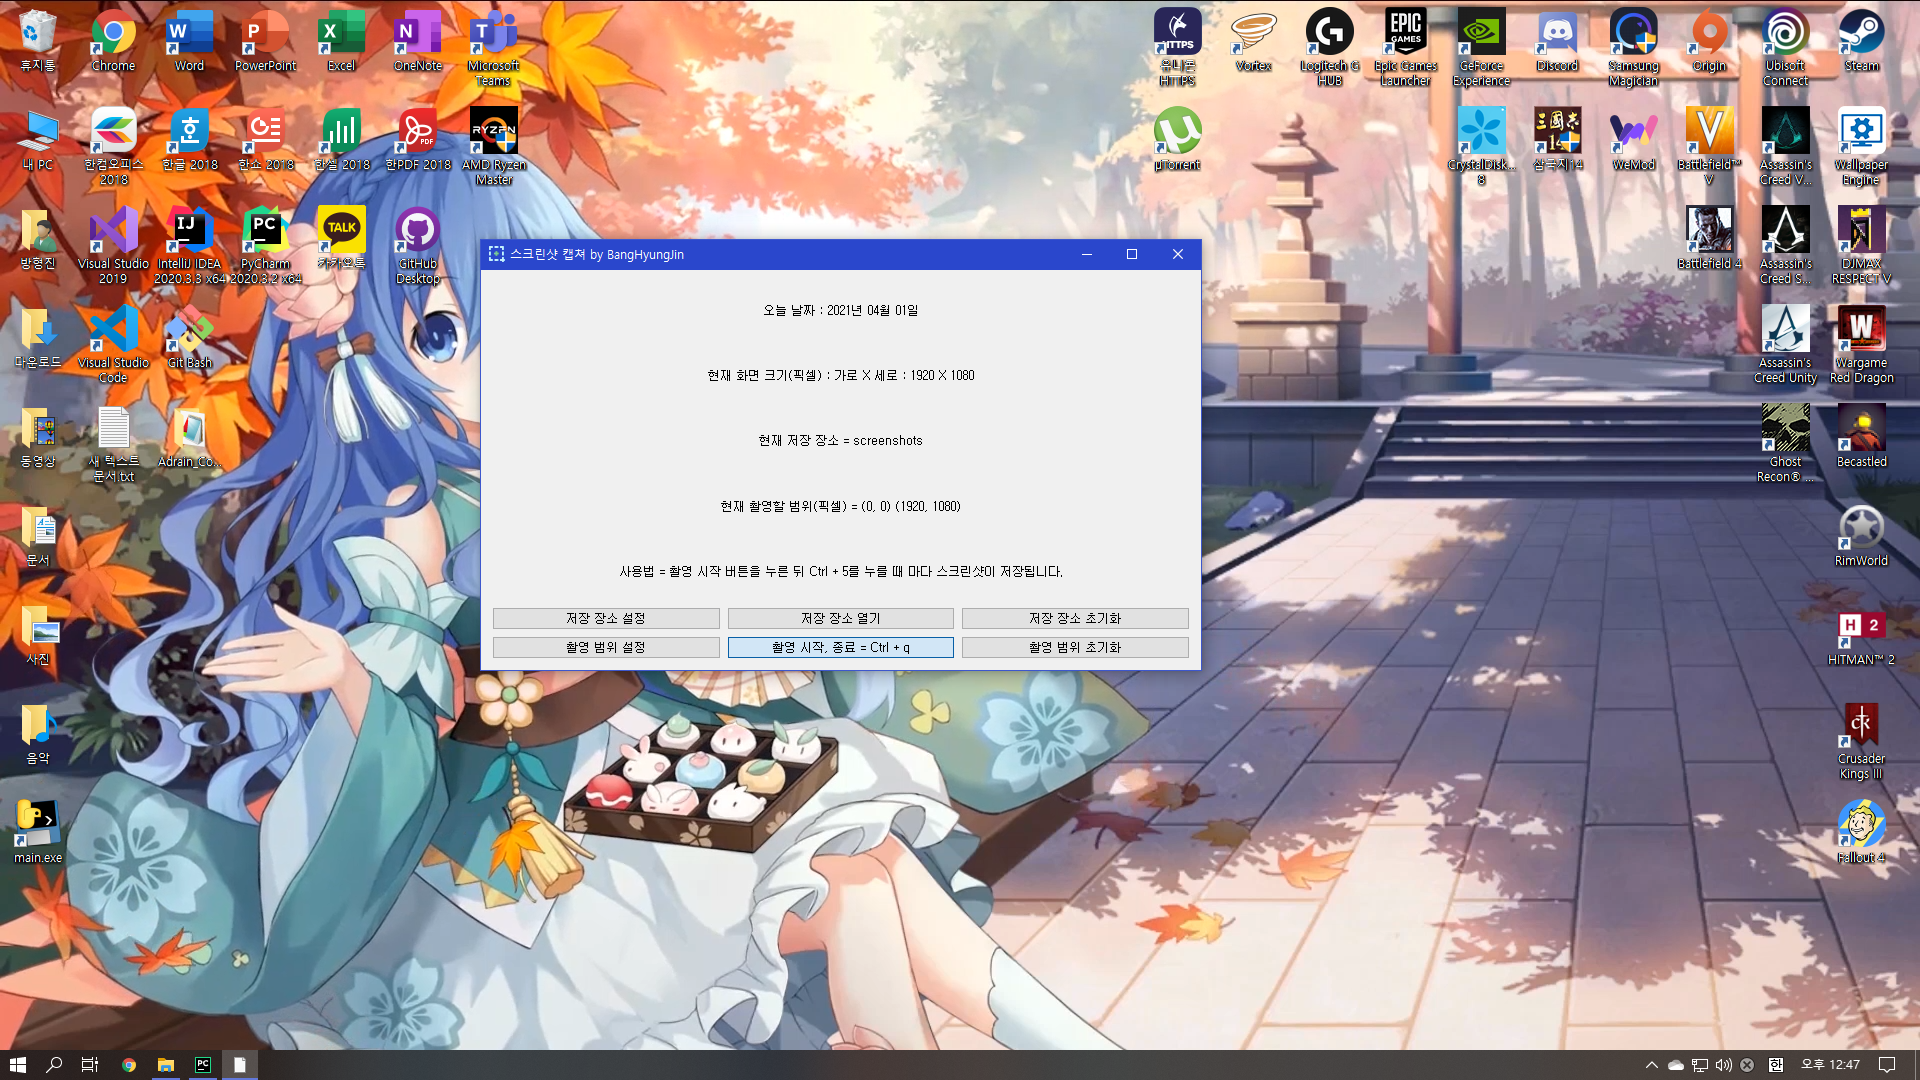 휴지통
Chrome
Word
PowerPoint
Excel
OneNote
Microsoft
Teams
유니콘
HTTPS
Vortex
Logitech G
HUB
Epic Games
Launcher
GeForce
Experience
Discord
Samsung
Magician
Origin
Ubisoft
Connect
Steam
내 PC
한컴오피스
2018
한글 2018
한쇼 2018
한셀 2018
한PDF 2018
AMD Ryzen
Master
µTorrent
CrystalDisk...
8
삼국지14
WeMod
Battlefield™
V
Assassin's
Creed V...
Wallpaper
Engine
방형진
Visual Studio
2019
IntelliJ IDEA
2020.3.3 x64
PyCharm
2020.3.2 x64
카카오톡
GitHub
Desktop
Battlefield 4
Assassin's
Creed S...
DJMAX
RESPECT V
스크린샷 캡쳐 by BangHyungJin
오늘 날짜 : 2021년 04월 01일
현재 화면 크기(픽셀) : 가로 X 세로 : 1920 X 1080
현재 저장 장소 = screenshots
현재 촬영할 범위(픽셀) = (0, 0) (1920, 1080)
사용법 = 촬영 시작 버튼을 누른 뒤 Ctrl + 5를 누를 때 마다 스크린샷이 저장됩니다.
저장 장소 설정
저장 장소 열기
저장 장소 초기화
촬영 범위 설정
촬영 시작, 종료 = Ctrl + q
촬영 범위 초기화
다운로드
Visual Studio
Code
Git Bash
Assassin's
Creed Unity
Wargame
Red Dragon
동영상
새 텍스트
문서.txt
Adrain_Co...
Ghost
Recon® ...
Becastled
문서
RimWorld
사진
HITMAN™ 2
음악
Crusader
Kings III
main.exe
Fallout 4
오후 12:47